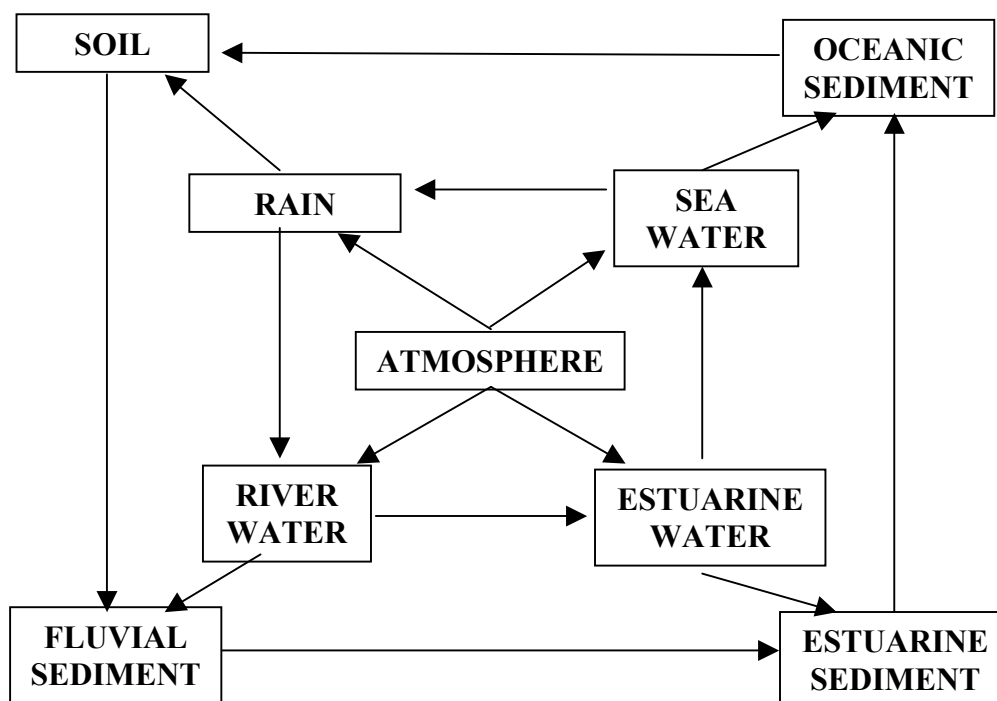 SOIL
OCEANIC
SEDIMENT
RAIN
SEA
WATER
ATMOSPHERE
RIVER
WATER
ESTUARINE
WATER
FLUVIAL
SEDIMENT
ESTUARINE
SEDIMENT